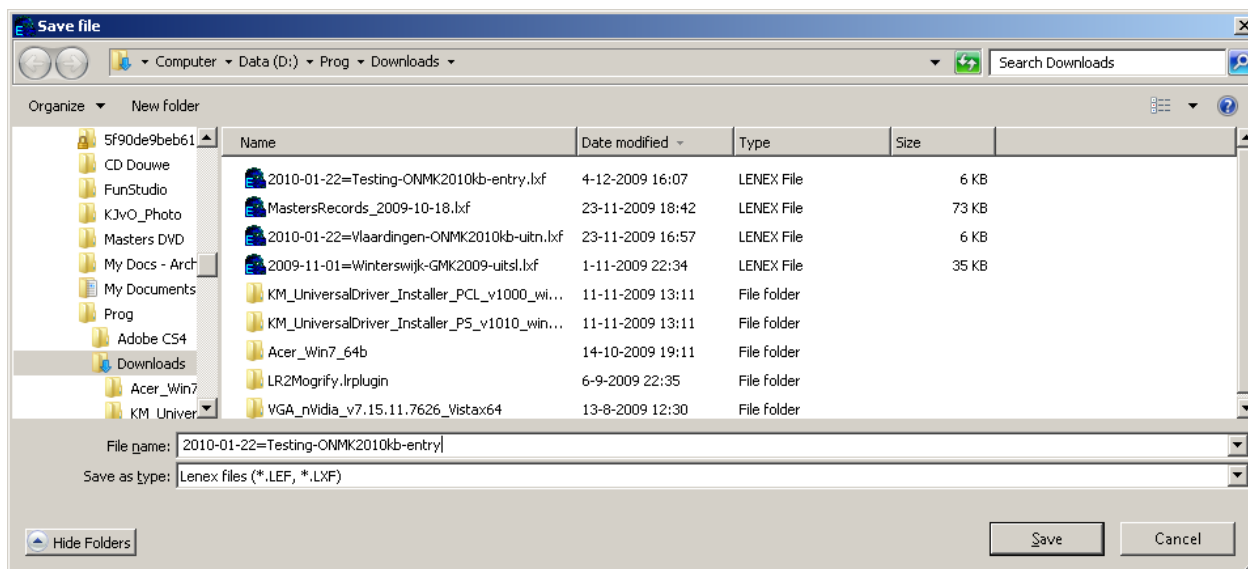 Save file
Computer Data (D:) Prog Downloads
Search Downloads
Organize New folder
5f90de9beb61
CD Douwe
FunStudio
KJvO_Photo
Masters DVD
My Docs - Arch
My Documents
Prog
Adobe CS4
Downloads
Acer_Win7
KM_Univer
Name Date modified Type Size
2010-01-22=Testing-ONMK2010kb-entry.lxf 4-12-2009 16:07 LENEX File 6 KB
MastersRecords_2009-10-18.lxf 23-11-2009 18:42 LENEX File 73 KB
2010-01-22=Vlaardingen-ONMK2010kb-uitn.lxf 23-11-2009 16:57 LENEX File 6 KB
2009-11-01=Winterswijk-GMK2009-uitsl.lxf 1-11-2009 22:34 LENEX File 35 KB
KM_UniversalDriver_Installer_PCL_v1000_wi... 11-11-2009 13:11 File folder
KM_UniversalDriver_Installer_PS_v1010_win... 11-11-2009 13:11 File folder
Acer_Win7_64b 14-10-2009 19:11 File folder
LR2Mogrify.lrplugin 6-9-2009 22:35 File folder
VGA_nVidia_v7.15.11.7626_Vistax64 13-8-2009 12:30 File folder
File name: 2010-01-22=Testing-ONMK2010kb-entry
Save as type: Lenex files (*.LEF, *.LXF)
Hide Folders
Save Cancel